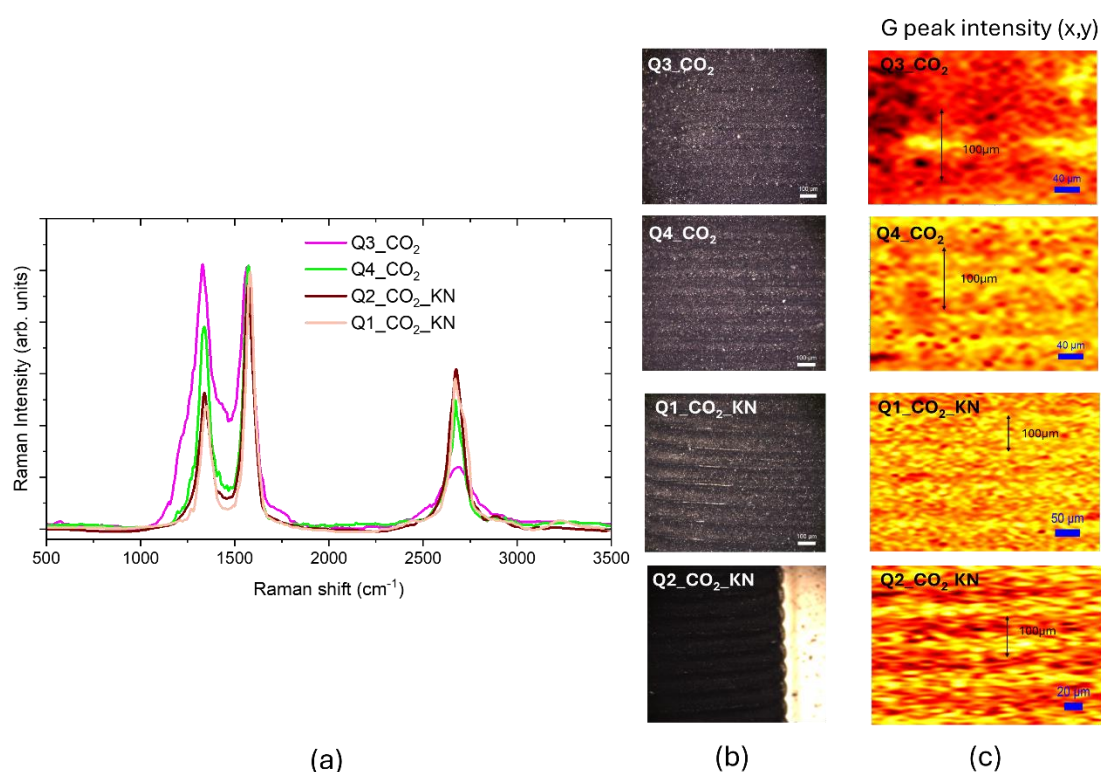 G peak intensity (x,y)
Q3_CO₂
100 µm
Q3_CO₂
100µm
40 µm
Q4_CO₂
100 µm
Q4_CO₂
100µm
40 µm
Q1_CO₂_KN
100 µm
Q1_CO₂_KN
100µm
50 µm
Q2_CO₂_KN
Q2_CO₂ KN
100µm
20 µm
Raman Intensity (arb. units)
Q3_CO₂
Q4_CO₂
Q2_CO₂_KN
Q1_CO₂_KN
500 1000 1500 2000 2500 3000 3500
Raman shift (cm⁻¹)
(a) (b) (c)